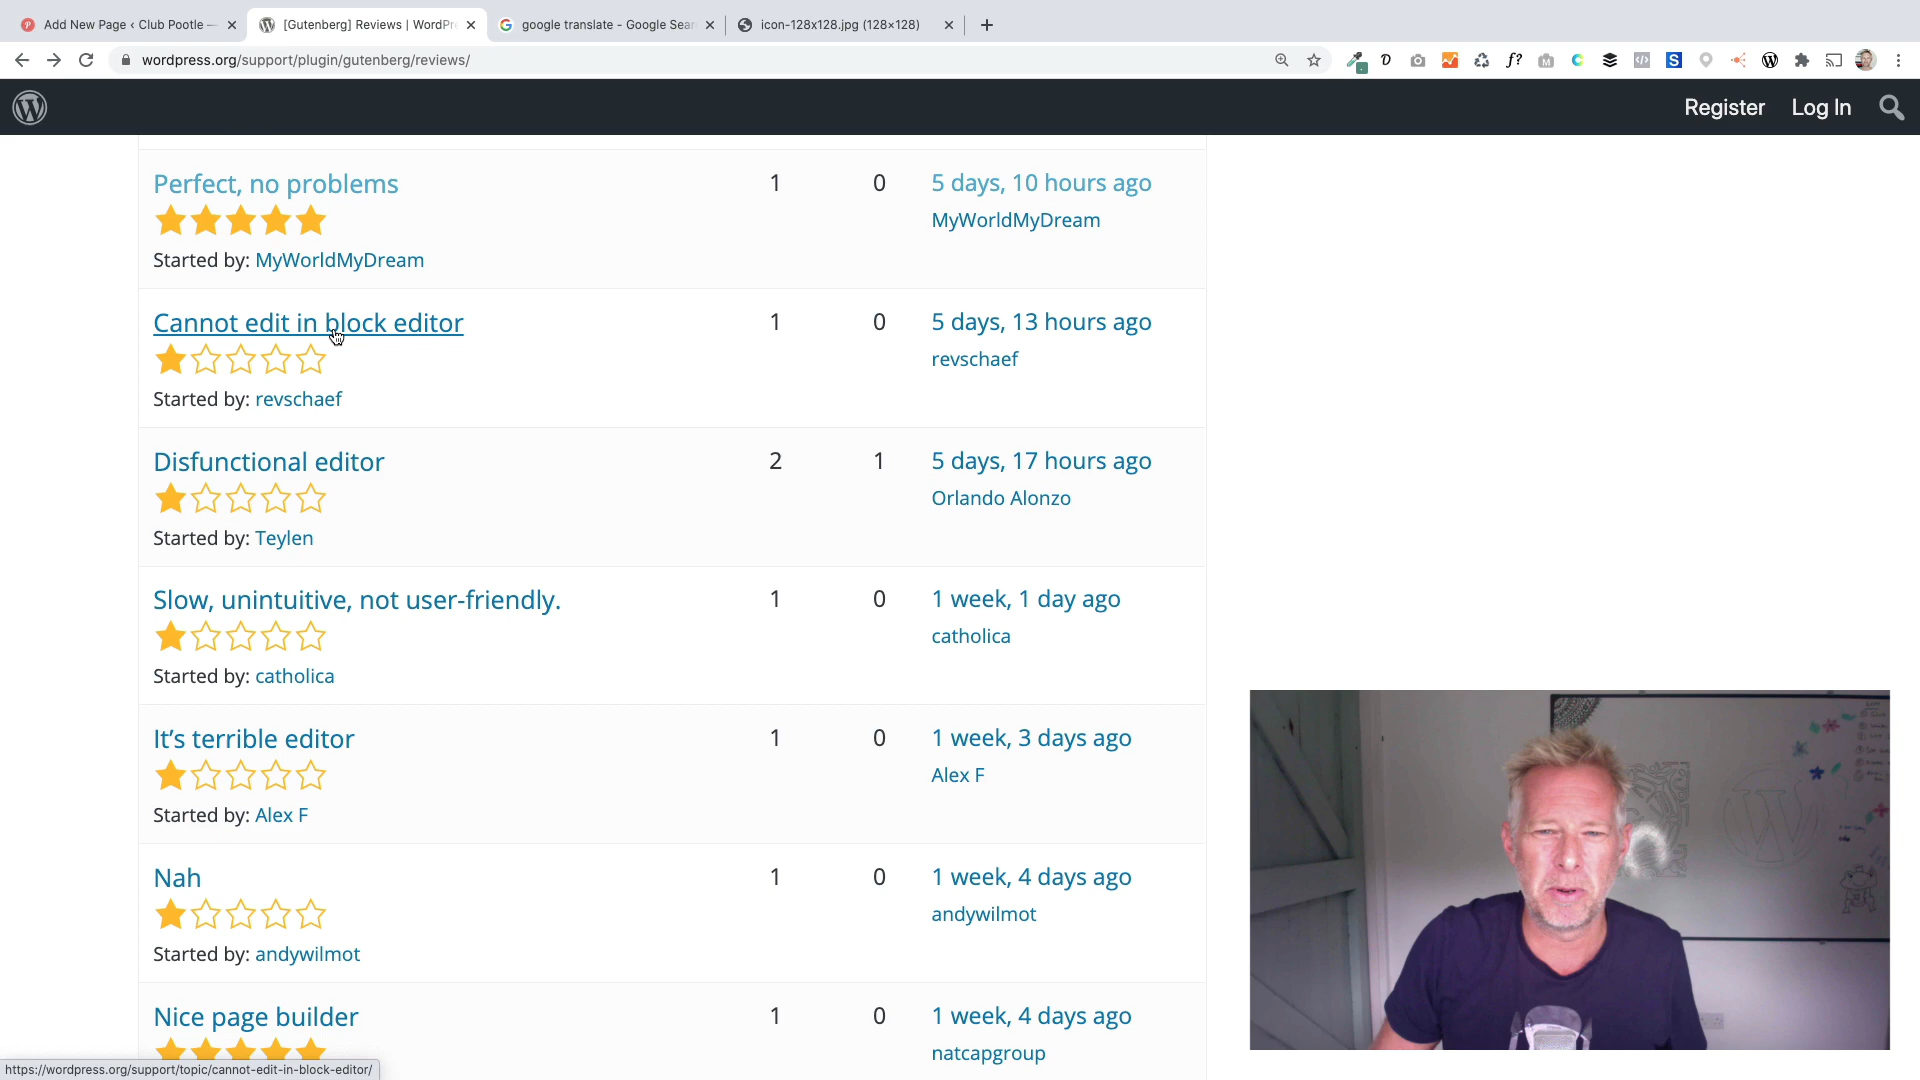 Add New Page ‹ Club Pootle —
[Gutenberg] Reviews | WordPre
google translate - Google Sear
icon-128x128.jpg (128×128)
wordpress.org/support/plugin/gutenberg/reviews/
Register
Log In
Perfect, no problems
1
0
5 days, 10 hours ago
MyWorldMyDream
Started by: MyWorldMyDream
Cannot edit in block editor
1
0
5 days, 13 hours ago
revschaef
Started by: revschaef
Disfunctional editor
2
1
5 days, 17 hours ago
Orlando Alonzo
Started by: Teylen
Slow, unintuitive, not user-friendly.
1
0
1 week, 1 day ago
catholica
Started by: catholica
It’s terrible editor
1
0
1 week, 3 days ago
Alex F
Started by: Alex F
Nah
1
0
1 week, 4 days ago
andywilmot
Started by: andywilmot
Nice page builder
1
0
1 week, 4 days ago
natcapgroup
https://wordpress.org/support/topic/cannot-edit-in-block-editor/